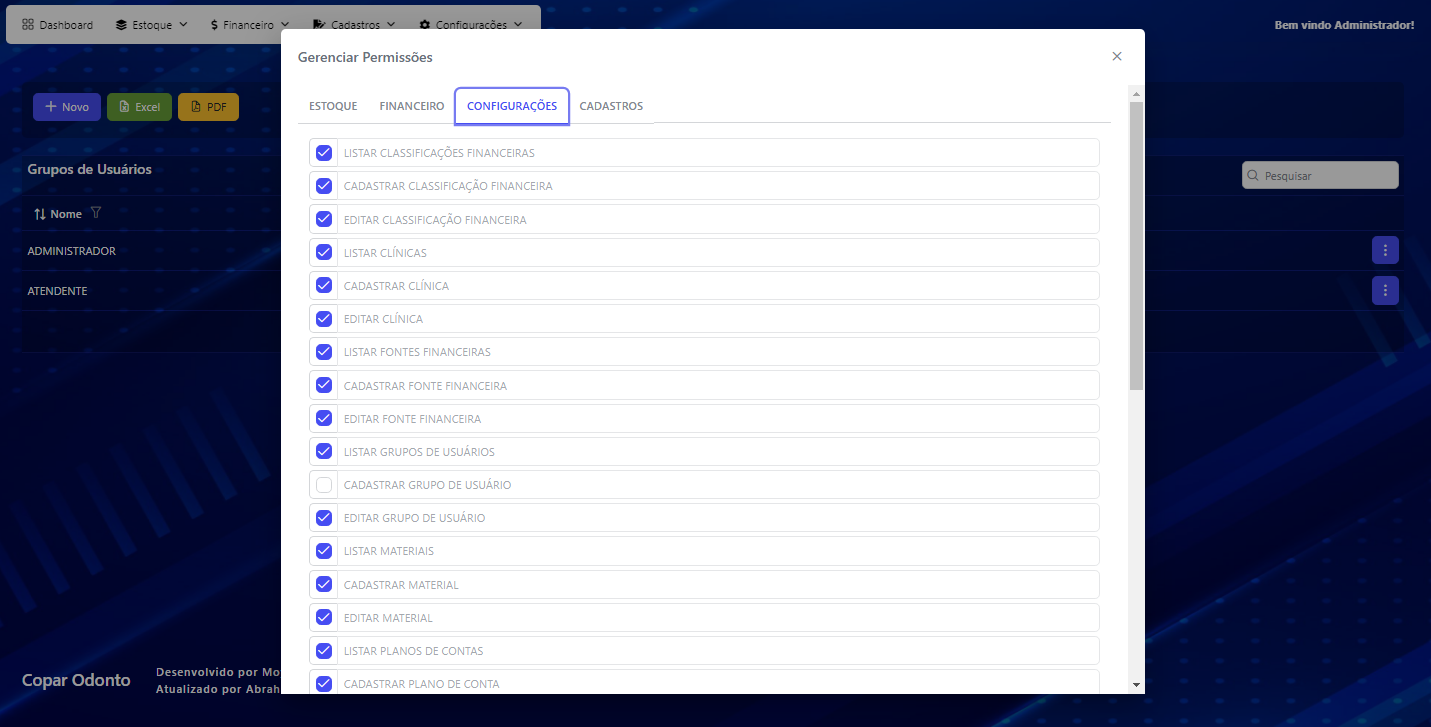 Dashboard Estoque Financeiro Cadastros Configurações
Bem vindo Administrador!
Gerenciar Permissões
Novo Excel PDF
ESTOQUE FINANCEIRO CONFIGURAÇÕES CADASTROS
Grupos de Usuários
Pesquisar
Nome
ADMINISTRADOR
ATENDENTE
LISTAR CLASSIFICAÇÕES FINANCEIRAS
CADASTRAR CLASSIFICAÇÃO FINANCEIRA
EDITAR CLASSIFICAÇÃO FINANCEIRA
LISTAR CLÍNICAS
CADASTRAR CLÍNICA
EDITAR CLÍNICA
LISTAR FONTES FINANCEIRAS
CADASTRAR FONTE FINANCEIRA
EDITAR FONTE FINANCEIRA
LISTAR GRUPOS DE USUÁRIOS
CADASTRAR GRUPO DE USUÁRIO
EDITAR GRUPO DE USUÁRIO
LISTAR MATERIAIS
CADASTRAR MATERIAL
EDITAR MATERIAL
LISTAR PLANOS DE CONTAS
CADASTRAR PLANO DE CONTA
Copar Odonto
Desenvolvido por
Atualizado por